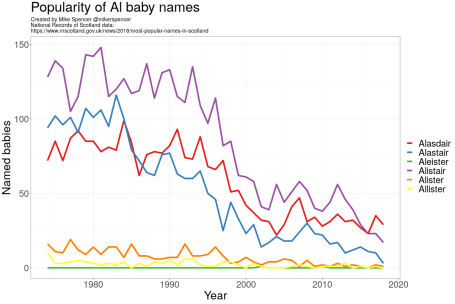 Popularity of Al baby names
Created by Mike Spencer @mikerspencer
National Records of Scotland data:
https://www.nrscotland.gov.uk/news/2018/most-popular-names-in-scotland
Named babies
150
100
50
0
1980
1990
2000
2010
2020
Year
Alasdair
Alastair
Aleister
Alistair
Alister
Allister